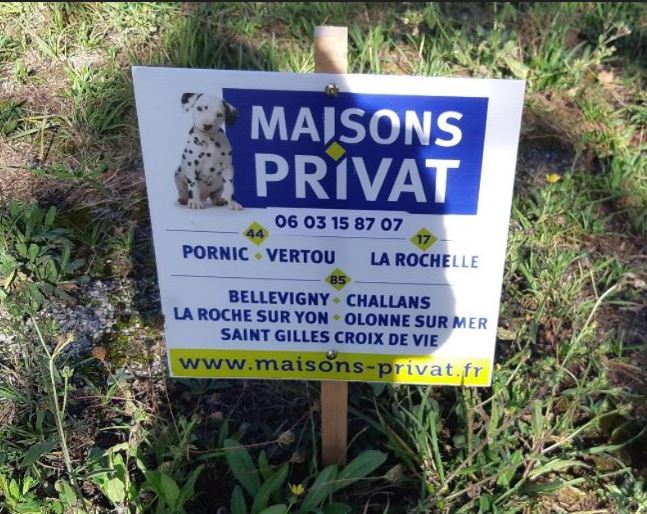 MAISONS
PRIVAT
06 03 15 87 07
44 17
PORNIC VERTOU LA ROCHELLE
85
BELLEVIGNY CHALLANS
LA ROCHE SUR YON OLONNE SUR MER
SAINT GILLES CROIX DE VIE
www.maisons-privat.fr